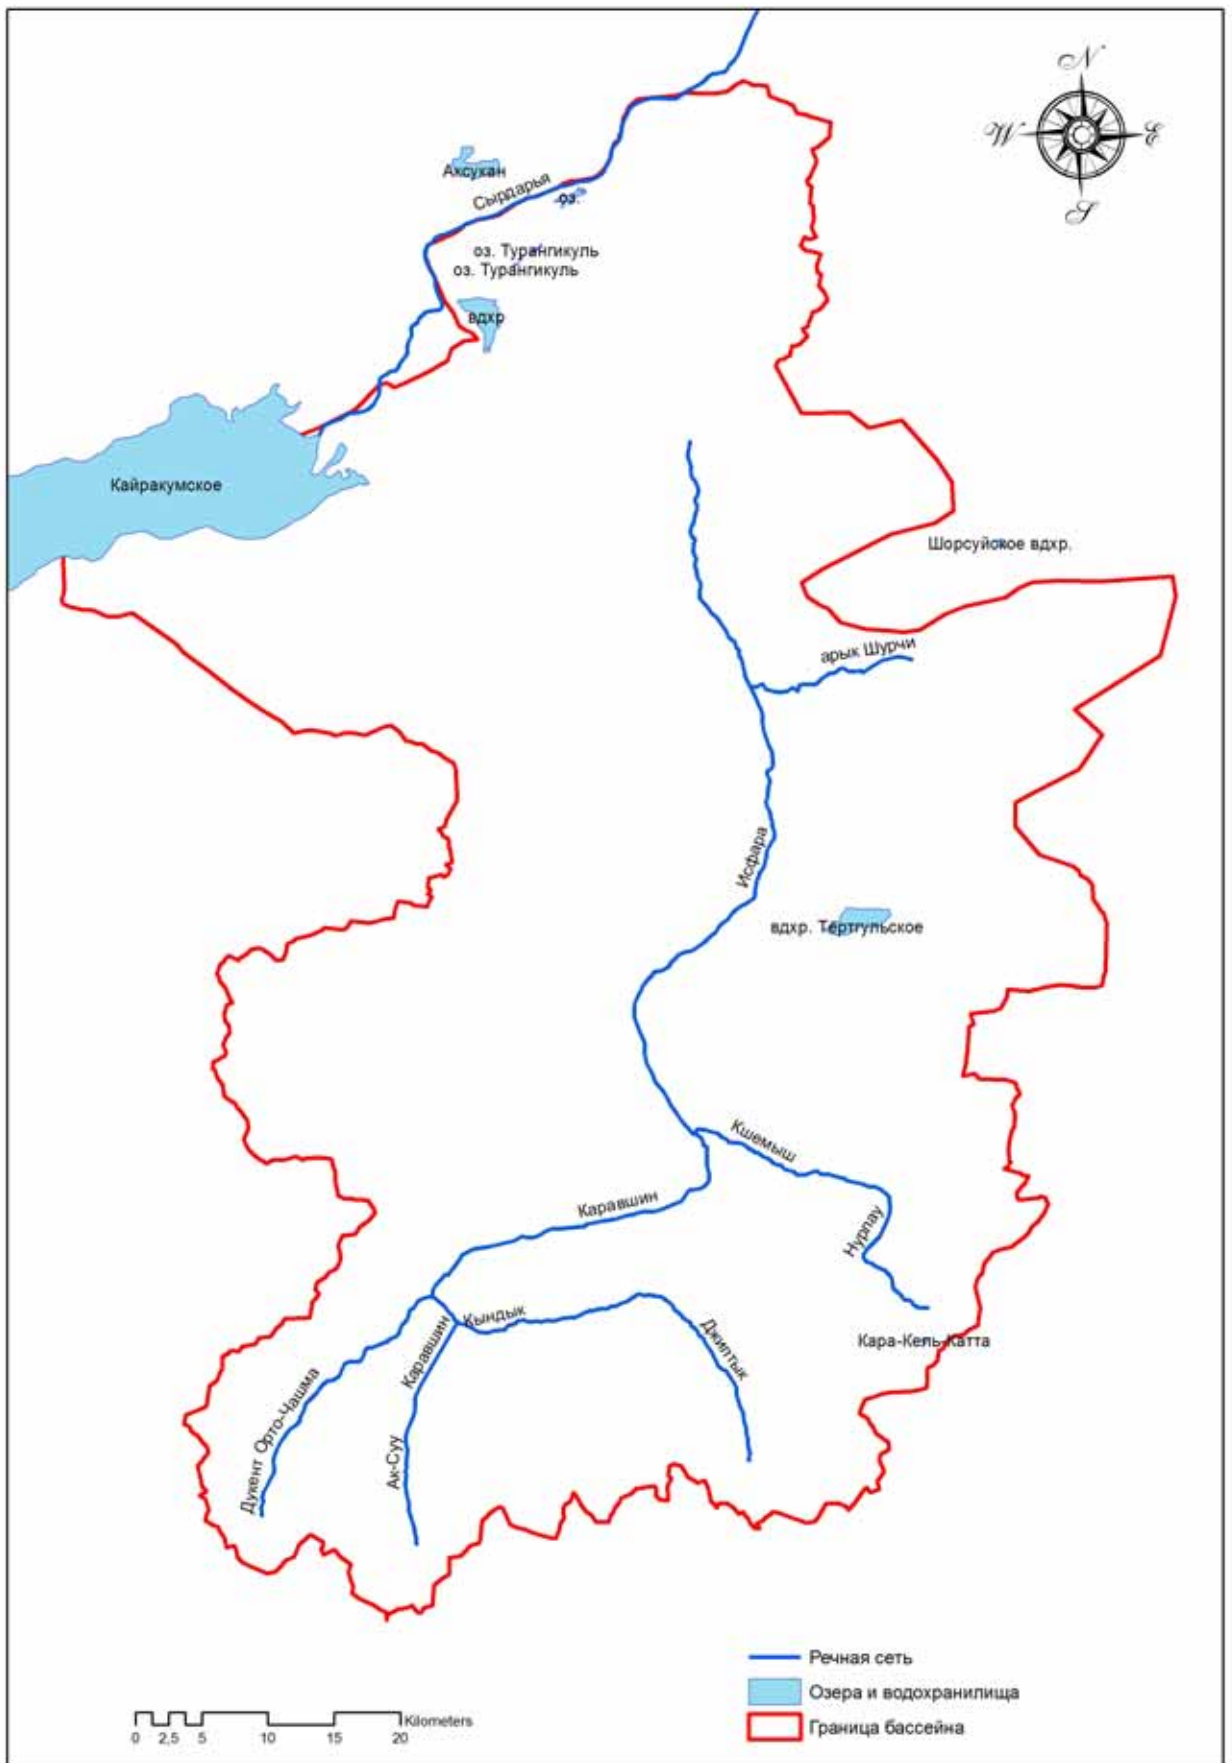 N
W
E
S
Аксукан
Сырдарья
оз.
оз. Турангикуль
оз. Турангикуль
вдхр
Кайракумское
Шорсуйское вдхр.
арык Шурчи
Исфара
вдхр. Тёртгульское
Кшемыш
Каравшин
Нурпау
Кындык
Каравшин
Джиптык
Кара-Кель-Катта
Дукент Орто-Чашма
Ак-Суу
Речная сеть
Озера и водохранилища
Граница бассейна
Kilometers
0 2,5 5 10 15 20